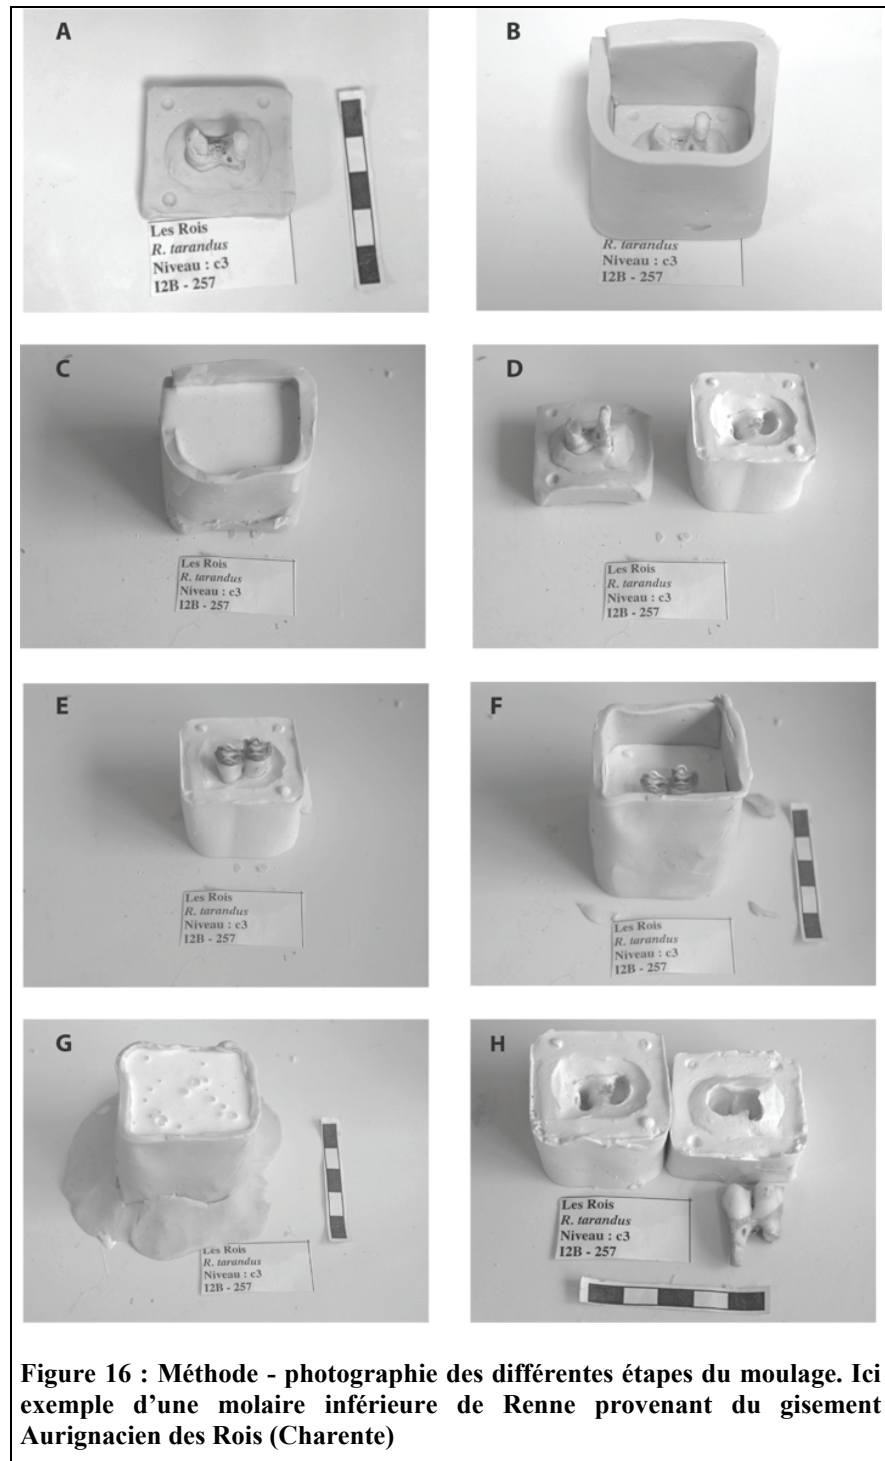 A
Les Rois
R. tarandus
Niveau : c3
I2B - 257
B
R. tarandus
Niveau : c3
I2B - 257
C
Les Rois
R. tarandus
Niveau : c3
I2B - 257
D
Les Rois
R. tarandus
Niveau : c3
I2B - 257
E
Les Rois
R. tarandus
Niveau : c3
I2B - 257
F
Les Rois
R. tarandus
Niveau : c3
I2B - 257
G
Les Rois
R. tarandus
Niveau : c3
I2B - 257
H
Les Rois
R. tarandus
Niveau : c3
I2B - 257
Figure 16 : Méthode - photographie des différentes étapes du moulage. Ici
exemple d’une molaire inférieure de Renne provenant du gisement
Aurignacien des Rois (Charente)